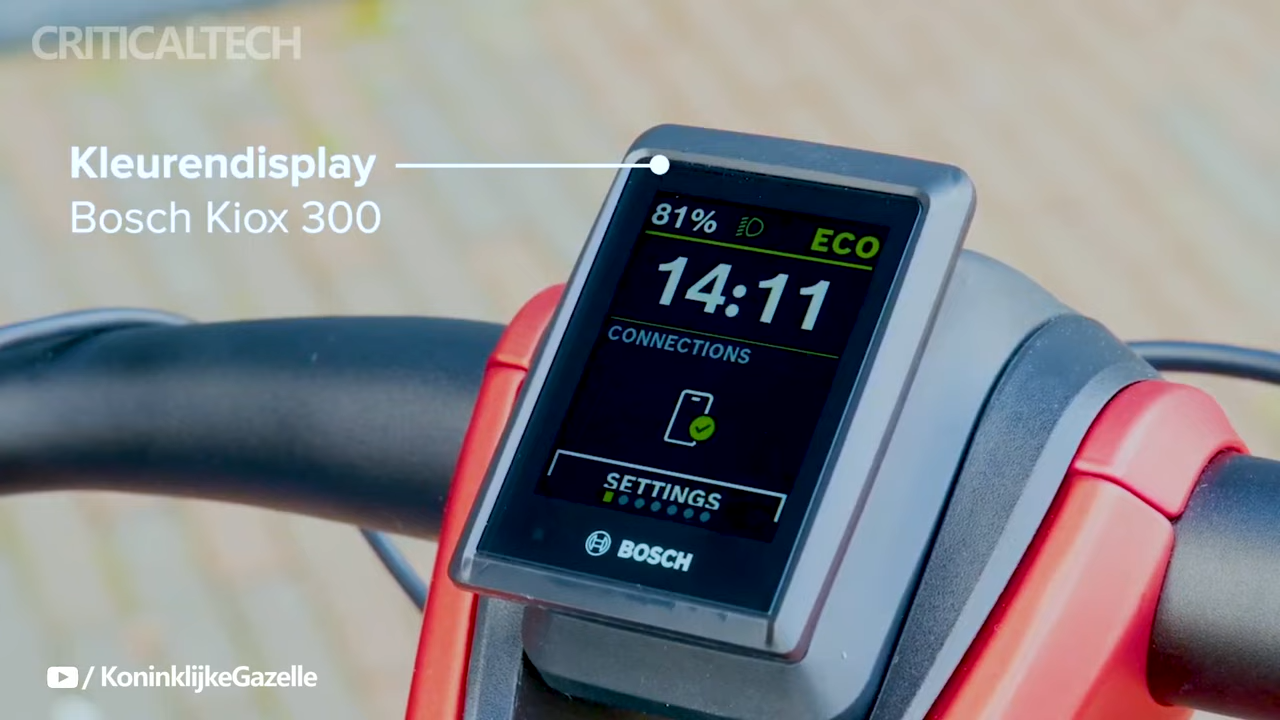 CRITICALTECH
Kleurendisplay
Bosch Kiox 300
81% ECO
14:11
CONNECTIONS
SETTINGS
BOSCH
/ KoninklijkeGazelle